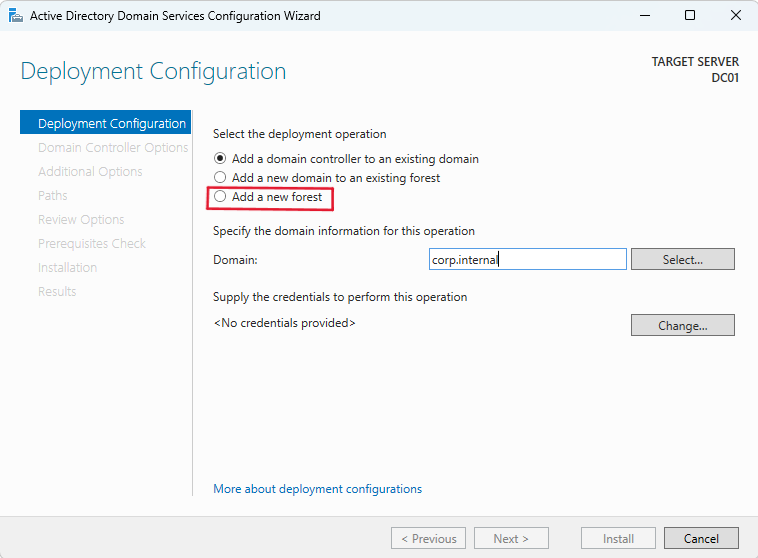 Active Directory Domain Services Configuration Wizard
Deployment Configuration
TARGET SERVER
DC01
Deployment Configuration
Domain Controller Options
Additional Options
Paths
Review Options
Prerequisites Check
Installation
Results
Select the deployment operation
Add a domain controller to an existing domain
Add a new domain to an existing forest
Add a new forest
Specify the domain information for this operation
Domain:
corp.internal
Select...
Supply the credentials to perform this operation
<No credentials provided>
Change...
More about deployment configurations
< Previous
Next >
Install
Cancel